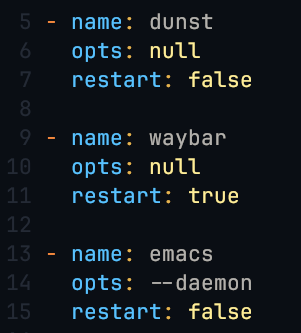 5 - name: dunst
6   opts: null
7   restart: false
8
9 - name: waybar
10   opts: null
11   restart: true
12
13 - name: emacs
14   opts: --daemon
15   restart: false